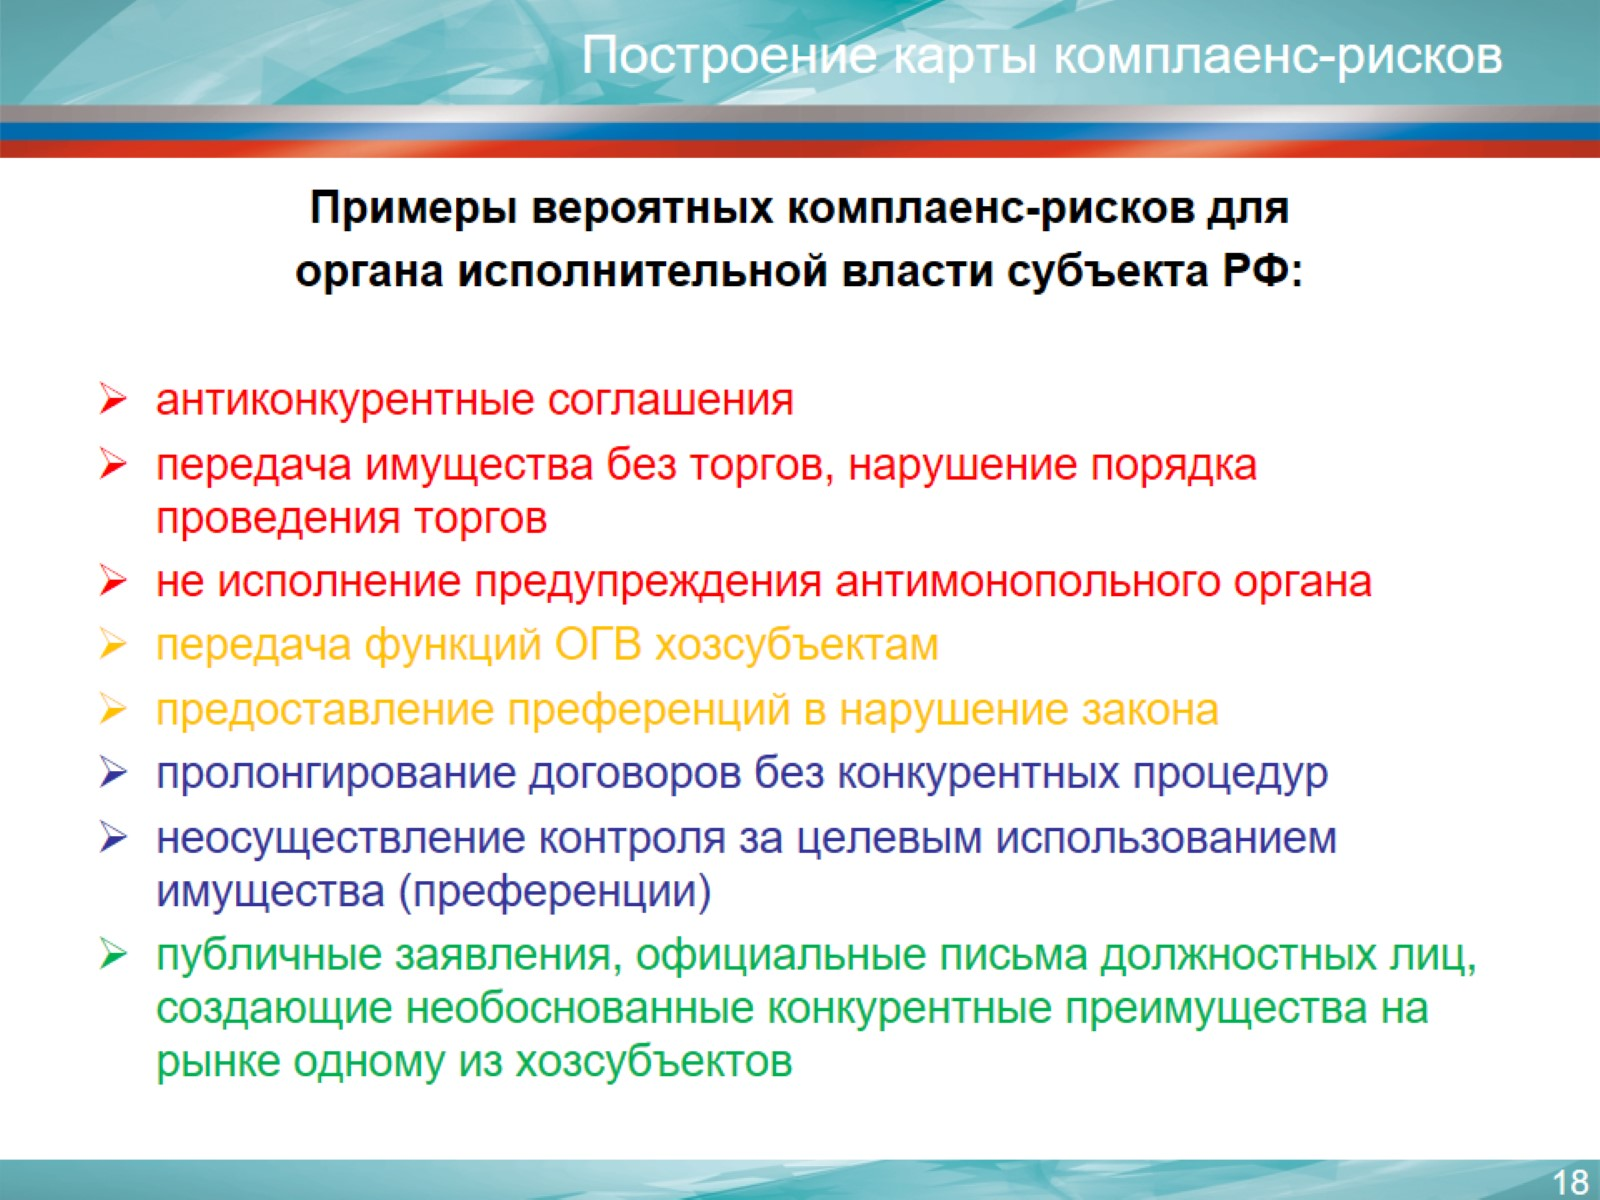 Построение карты комплаенс-рисков
Примеры вероятных комплаенс-рисков для
органа исполнительной власти субъекта РФ:
антиконкурентные соглашения
передача имущества без торгов, нарушение порядка
проведения торгов
не исполнение предупреждения антимонопольного органа
передача функций ОГВ хозсубъектам
предоставление преференций в нарушение закона
пролонгирование договоров без конкурентных процедур
неосуществление контроля за целевым использованием
имущества (преференции)
публичные заявления, официальные письма должностных лиц,
создающие необоснованные конкурентные преимущества на
рынке одному из хозсубъектов
18